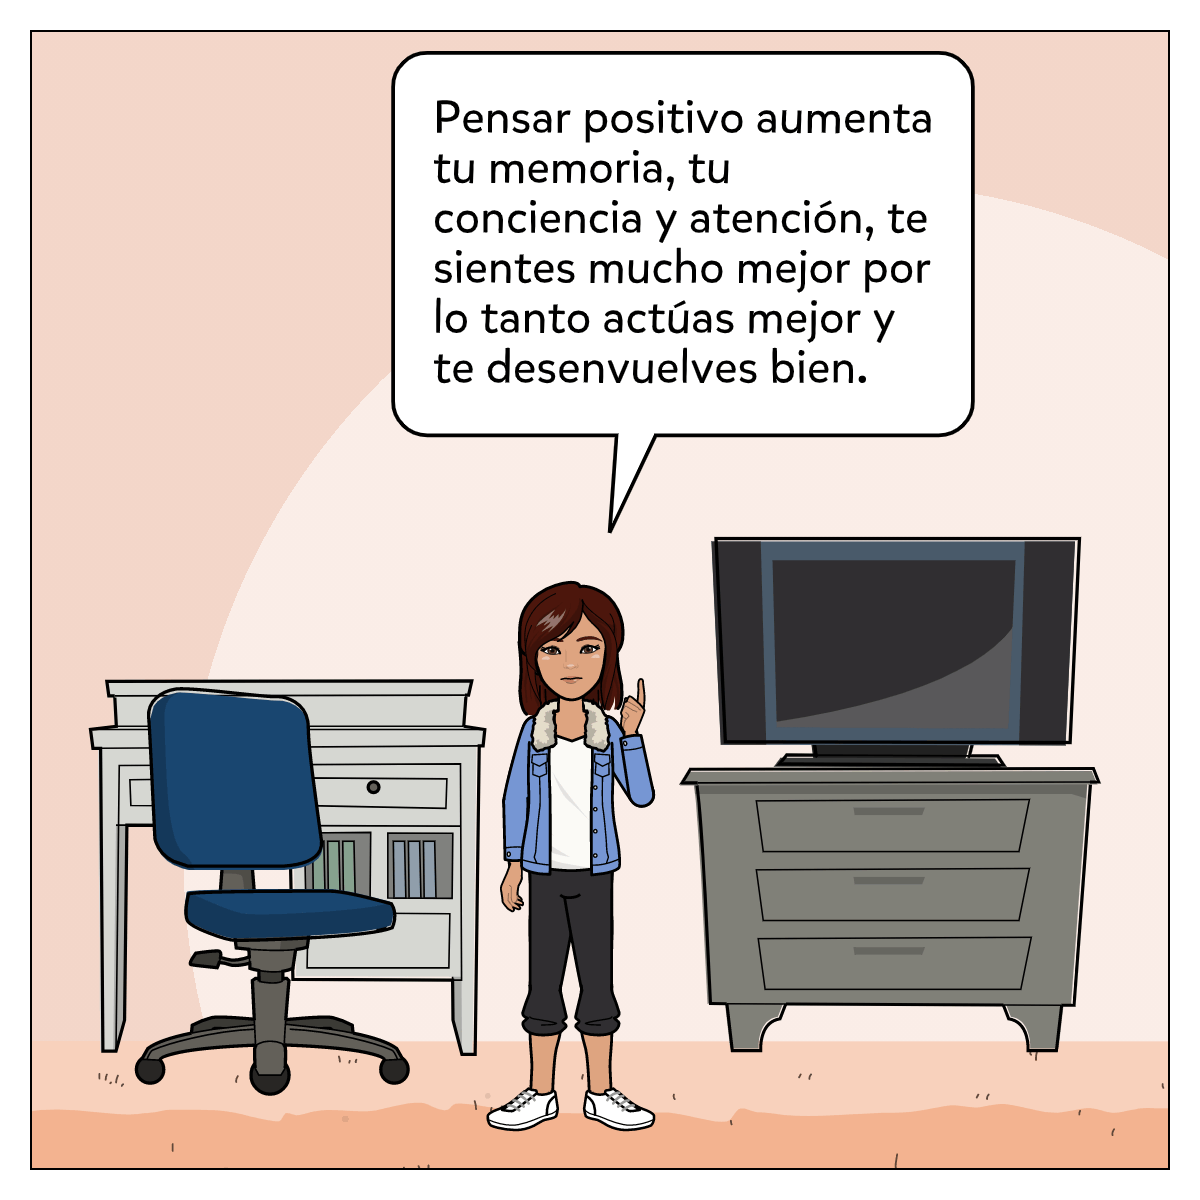 Pensar positivo aumenta
tu memoria, tu
conciencia y atención, te
sientes mucho mejor por
lo tanto actúas mejor y
te desenvuelves bien.